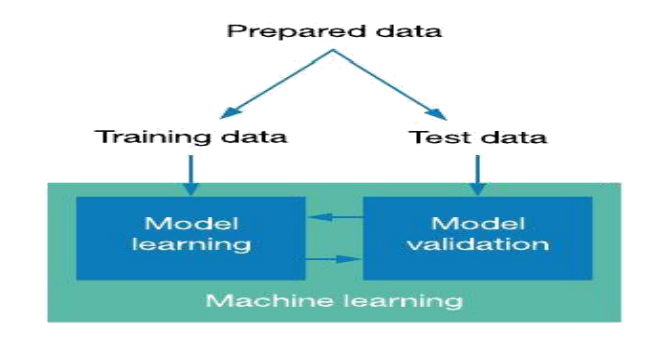 Prepared data
Training data
Test data
Model
learning
Model
validation
Machine learning